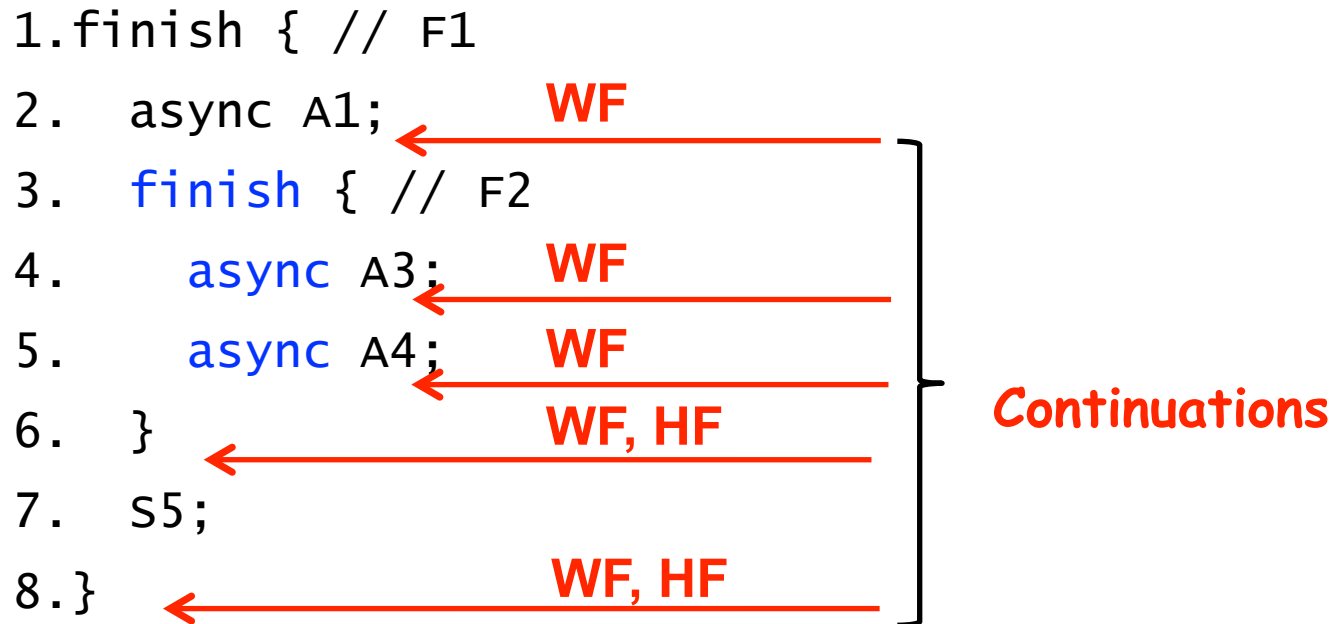 1.finish { // F1
2. async A1; WF
3. finish { // F2
4. async A3; WF
5. async A4; WF
6. } WF, HF
Continuations
7. S5;
8.} WF, HF